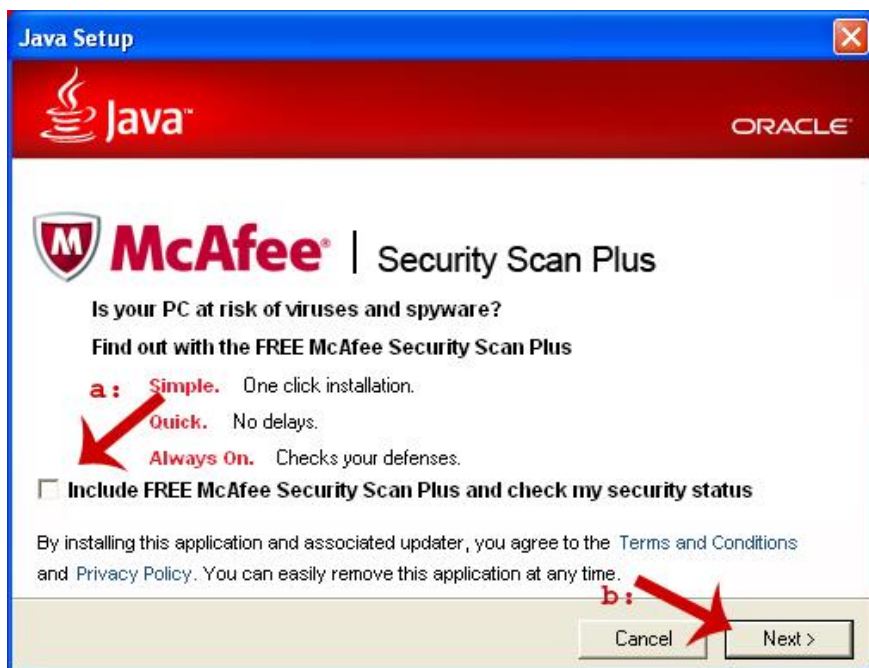 Java Setup
Java™
ORACLE®
M McAfee® | Security Scan Plus
Is your PC at risk of viruses and spyware?
Find out with the FREE McAfee Security Scan Plus
a: Simple. One click installation.
Quick. No delays.
Always On. Checks your defenses.
Include FREE McAfee Security Scan Plus and check my security status
By installing this application and associated updater, you agree to the Terms and Conditions
and Privacy Policy. You can easily remove this application at any time.
b:
Cancel Next >